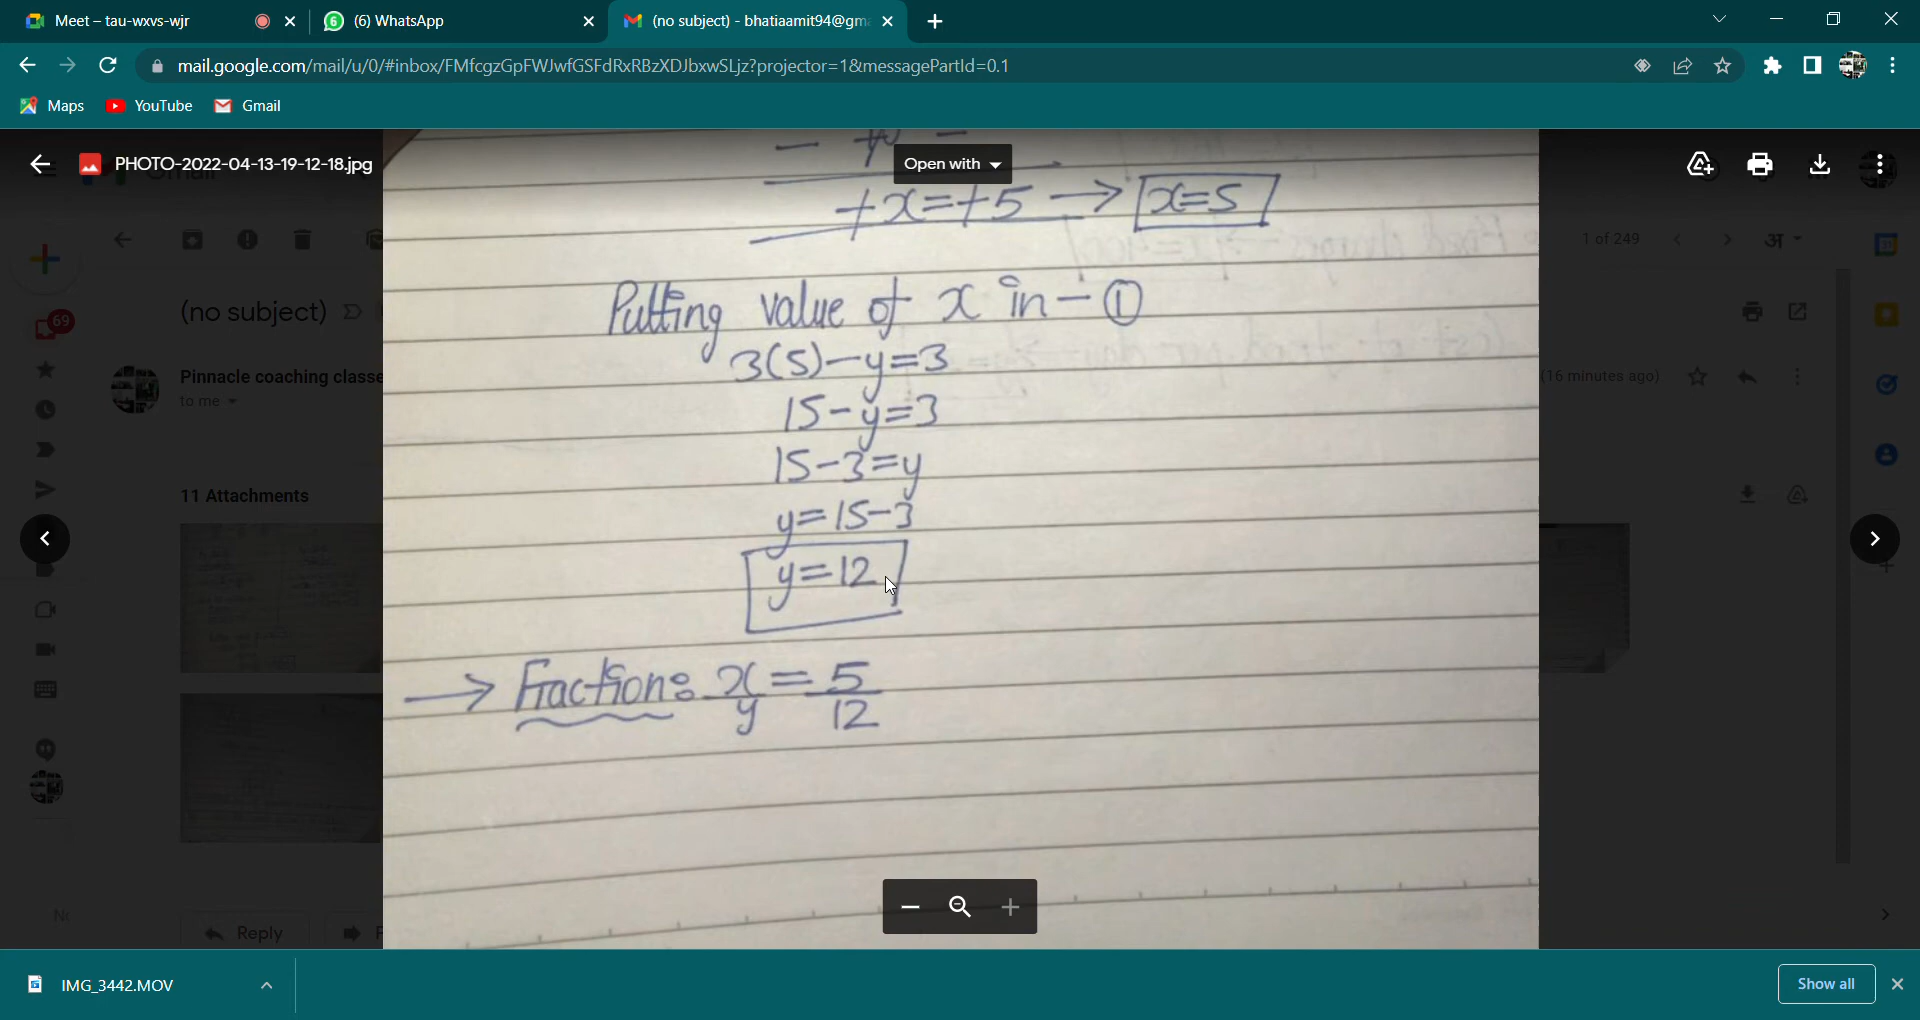 Meet – tau-wxvs-wjr
(6) WhatsApp
(no subject) - bhatiaamit94@gma
mail.google.com/mail/u/0/#inbox/FMfcgzGpFWJwfGSFdRxRBzXDJbxwSLjz?projector=1&messagePartId=0.1
Maps
YouTube
Gmail
PHOTO-2022-04-13-19-12-18.jpg
Open with
+x=+5 → x=5
1 of 249
अ
(no subject)
69
Putting value of x in - ①
3(5)-y=3
Pinnacle coaching classe
(16 minutes ago)
to me
15-y=3
15-3=y
11 Attachments
y=15-3
y=12
→ Fraction: x/y = 5/12
Reply
IMG_3442.MOV
Show all